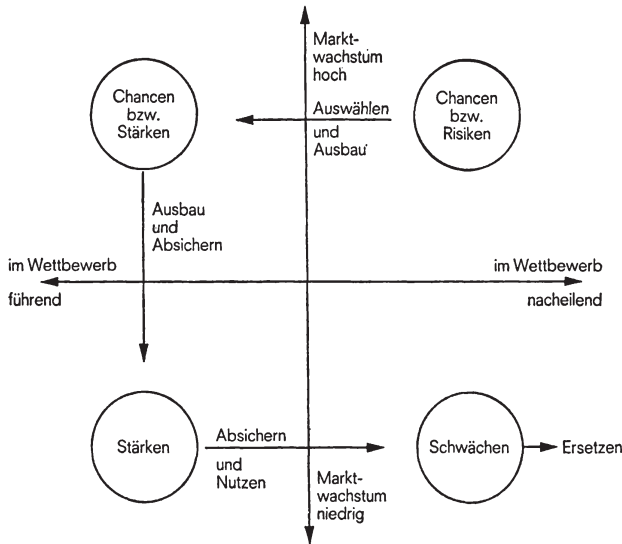 Markt-
wachstum
hoch
Chancen
bzw.
Stärken
Auswählen
und
Ausbau
Chancen
bzw.
Risiken
Ausbau
und
Absichern
im Wettbewerb
führend
im Wettbewerb
nacheilend
Stärken
Absichern
und
Nutzen
Schwächen
Ersetzen
Markt-
wachstum
niedrig